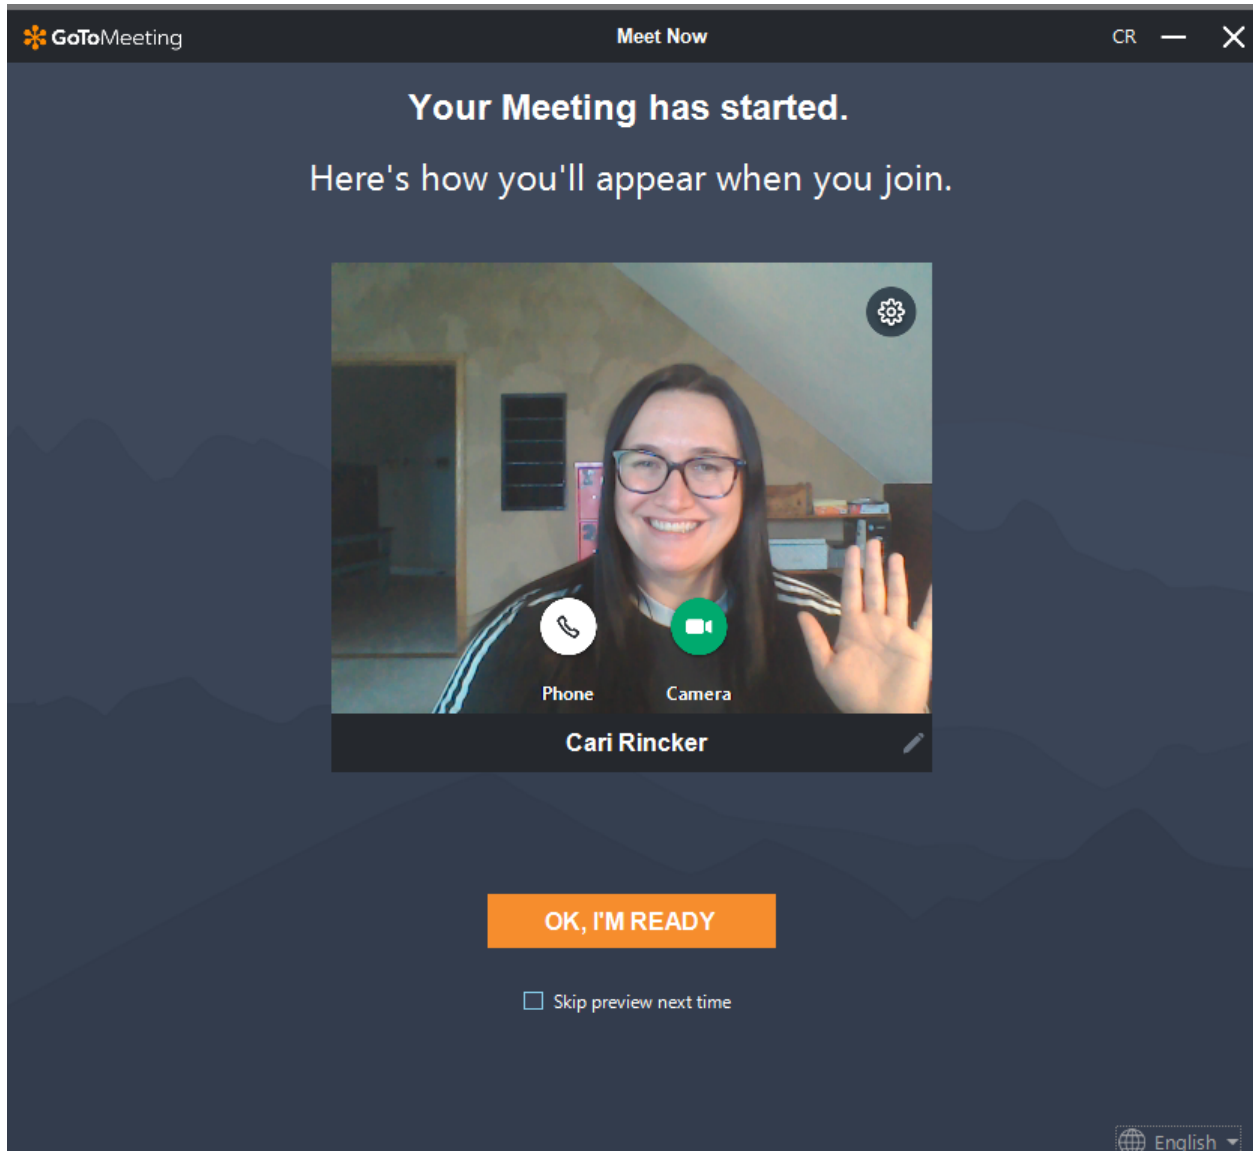 GoToMeeting
Meet Now
CR
Your Meeting has started.
Here's how you'll appear when you join.
Phone
Camera
Cari Rincker
OK, I'M READY
Skip preview next time
English